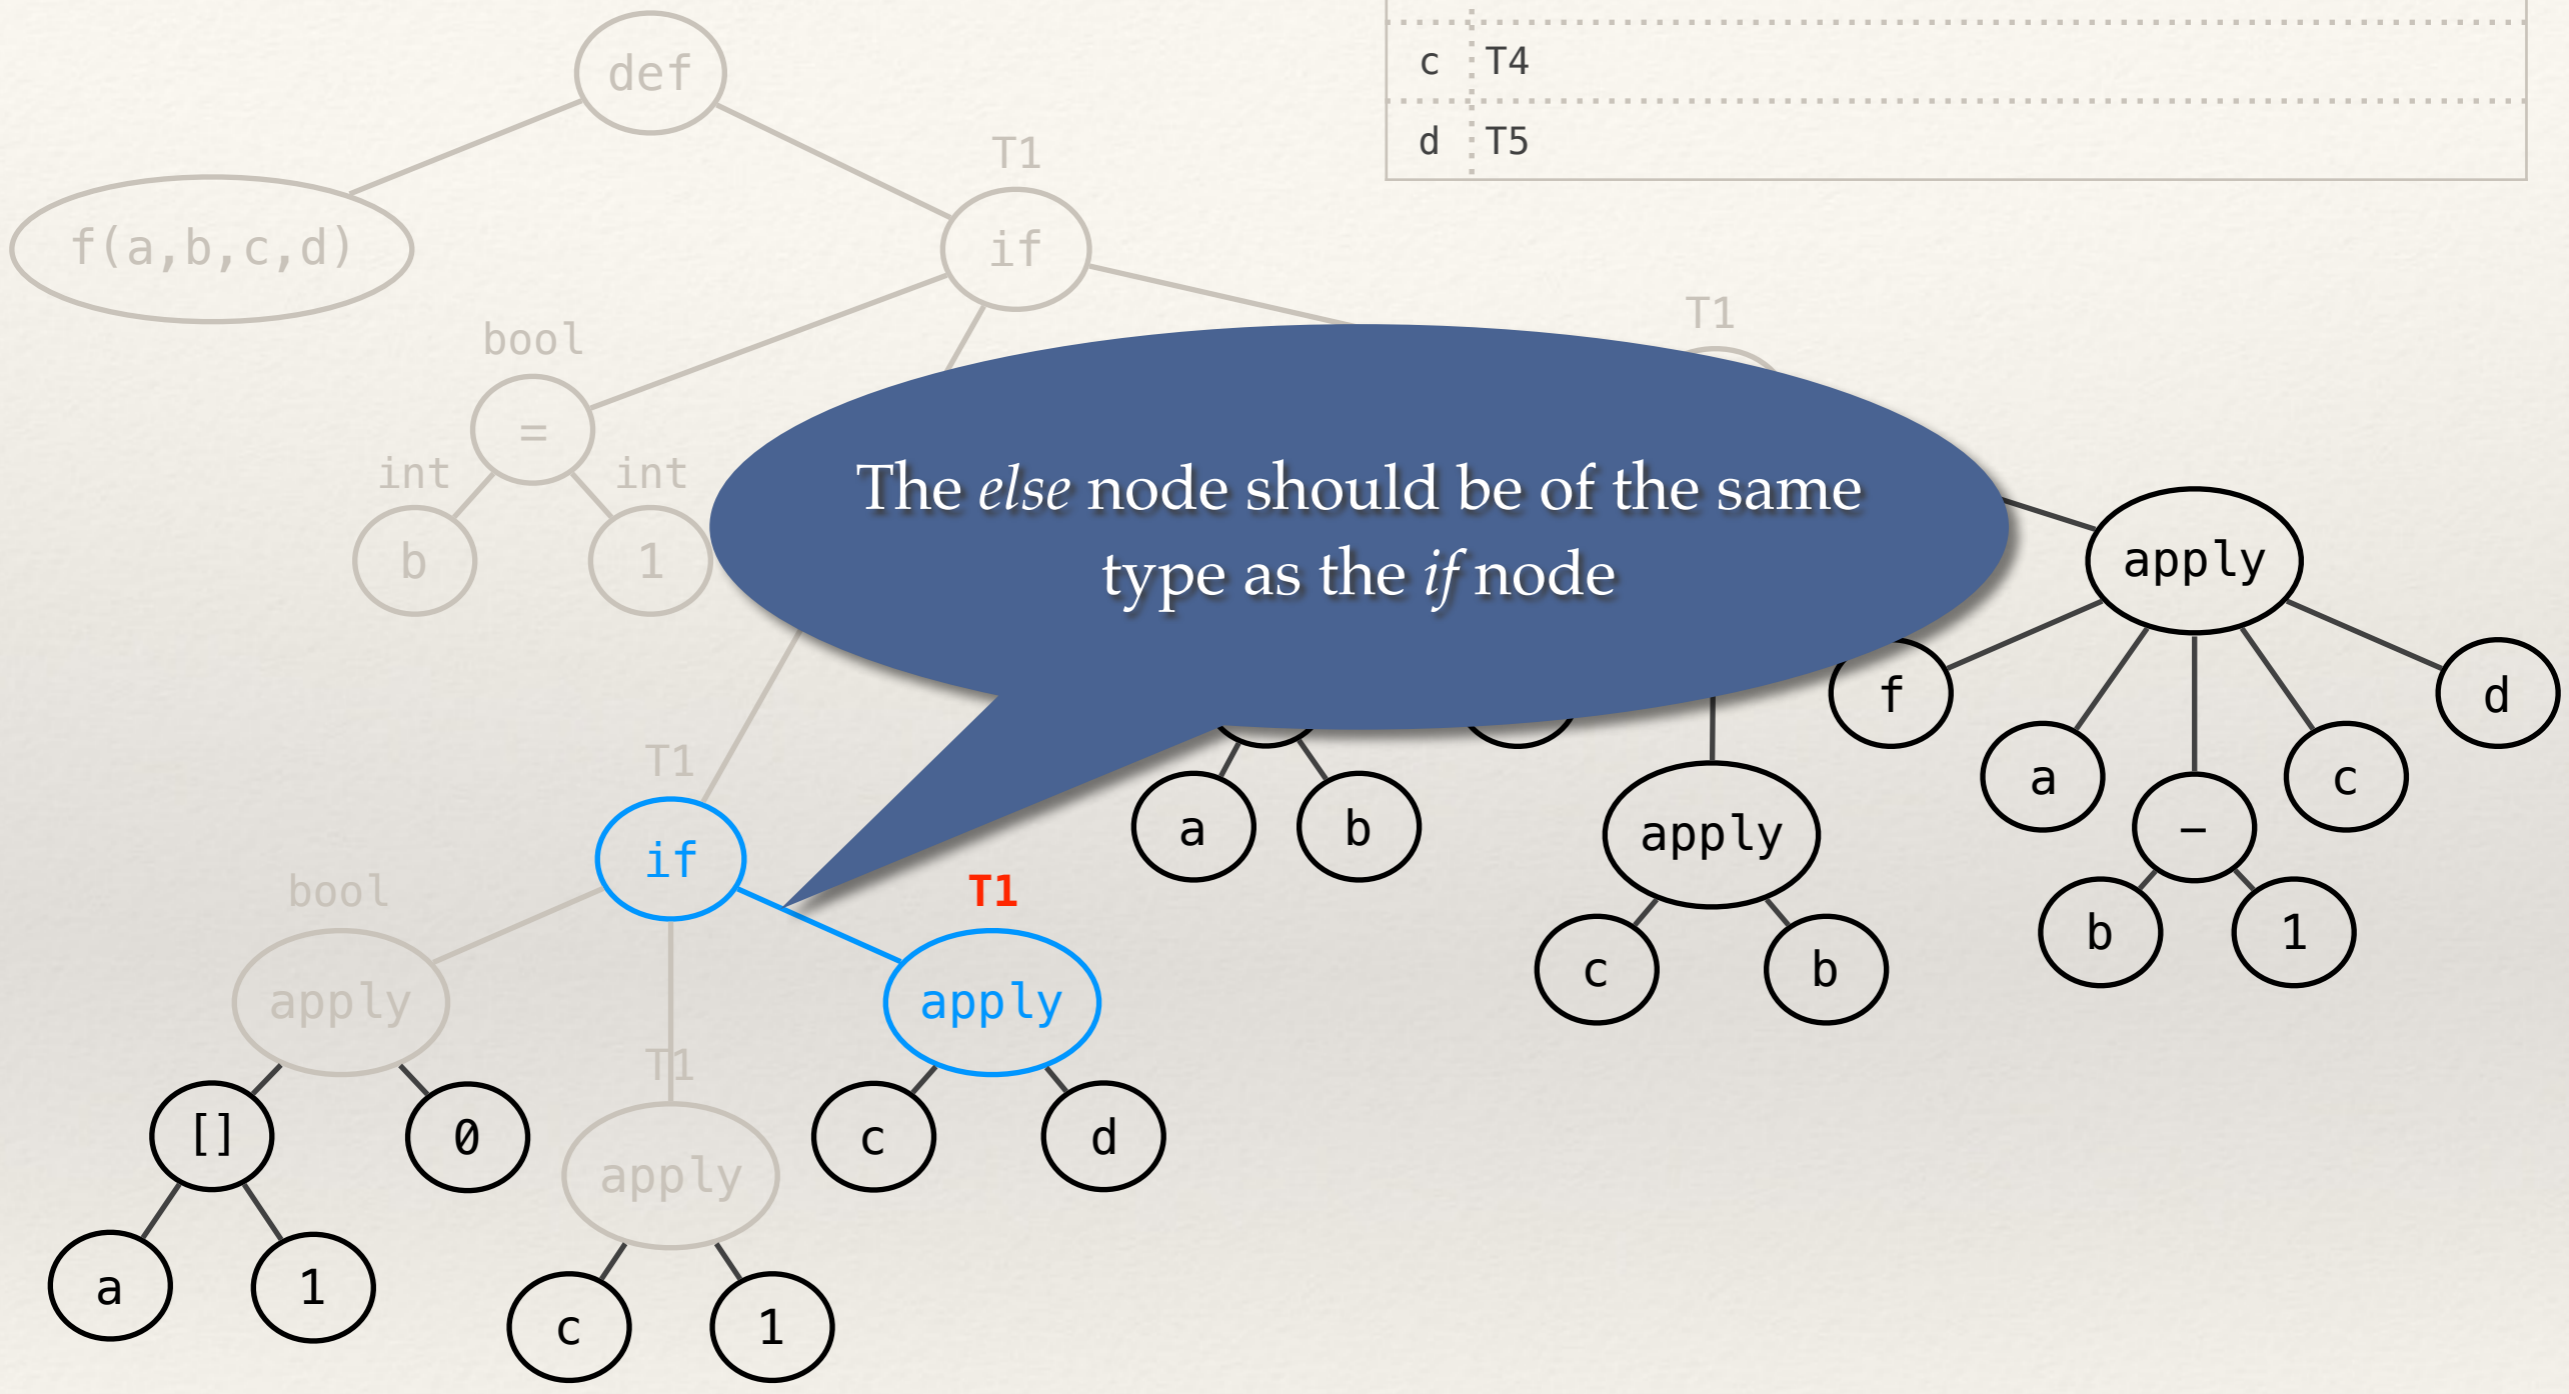 def
c T4
d T5
T1
f(a,b,c,d)
if
T1
bool
=
int int
b 1
The else node should be of the same
type as the if node
apply
f
a
c
d
T1
if
a b
apply
−
bool
T1
c b
b 1
apply
apply
[] 0
T1
c d
apply
a 1
c 1